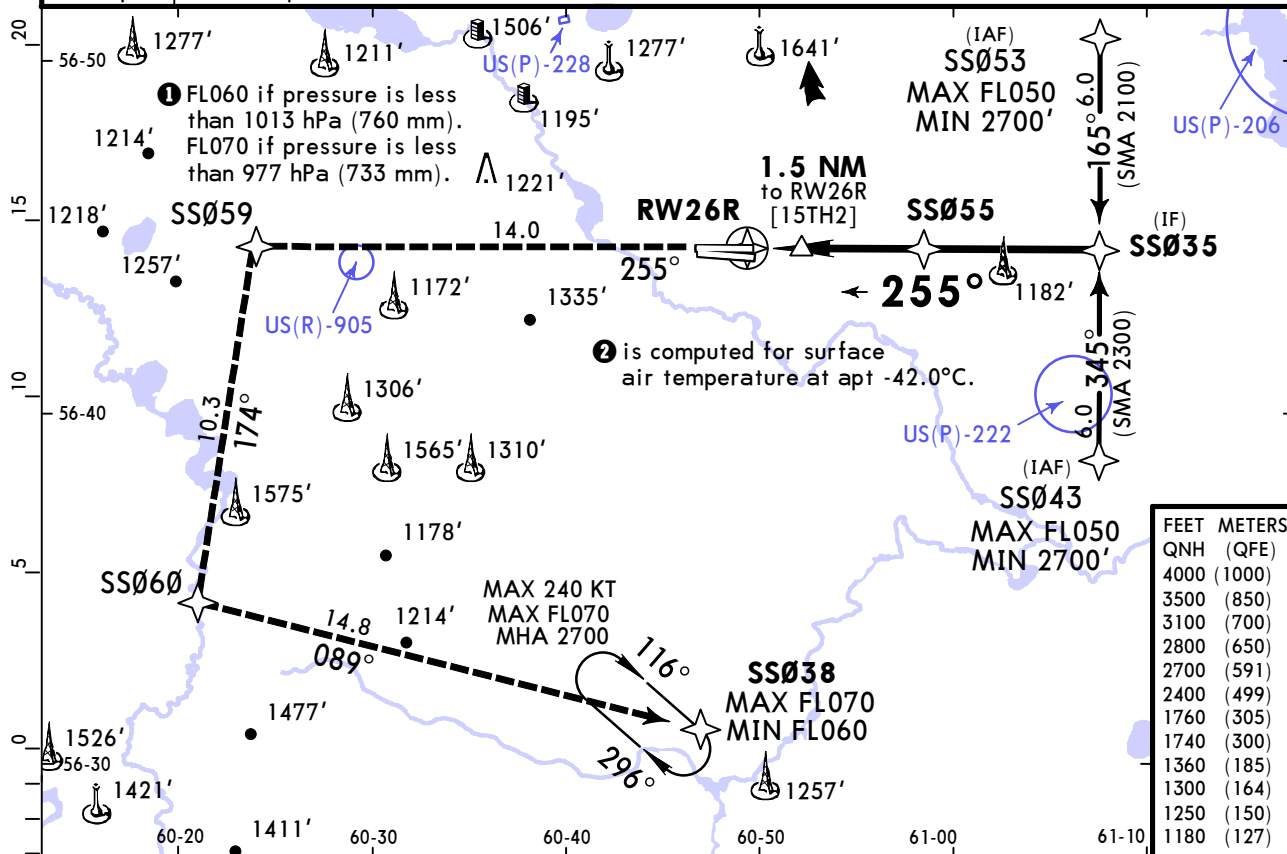 20
56-50
1277'
1211'
1506'
US(P)-228
1277'
1641'
(IAF)
SSØ53
MAX FL050
MIN 2700'
165° 6.0
(SMA 2100)
US(P)-206
❶ FL060 if pressure is less
than 1013 hPa (760 mm).
FL070 if pressure is less
than 977 hPa (733 mm).
1195'
1214'
1221'
1.5 NM
to RW26R
[15TH2]
15
1218'
SSØ59
14.0
255°
RW26R
SSØ55
(IF)
SSØ35
1257'
US(R)-905
1172'
1335'
← 255°
1182'
❷ is computed for surface
air temperature at apt -42.0°C.
10
56-40
10.3
174°
1306'
1565'
1310'
US(P)-222
6.0 345°
(SMA 2300)
(IAF)
SSØ43
MAX FL050
MIN 2700'
1575'
1178'
5
SSØ60
14.8
089°
1214'
MAX 240 KT
MAX FL070
MHA 2700
116°
296°
SSØ38
MAX FL070
MIN FL060
1477'
0
1526'
56-30
1421'
1257'
1411'
60-20
60-30
60-40
60-50
61-00
61-10
FEET METERS
QNH (QFE)
4000 (1000)
3500 (850)
3100 (700)
2800 (650)
2700 (591)
2400 (499)
1760 (305)
1740 (300)
1360 (185)
1300 (164)
1250 (150)
1180 (127)